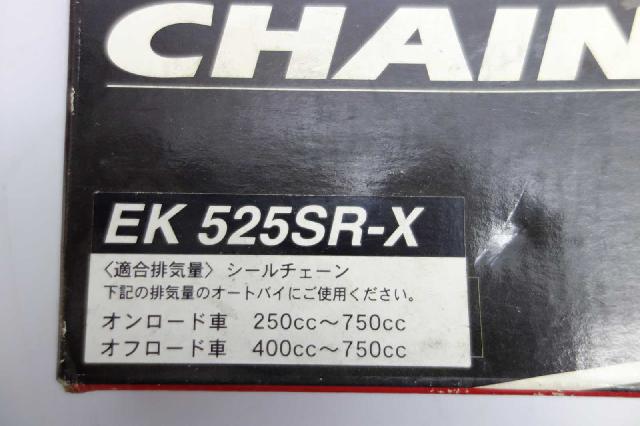 CHAIN
EK 525SR-X
〈適合排気量〉シールチェーン
下記の排気量のオートバイにご使用ください。
オンロード車 250cc～750cc
オフロード車 400cc～750cc